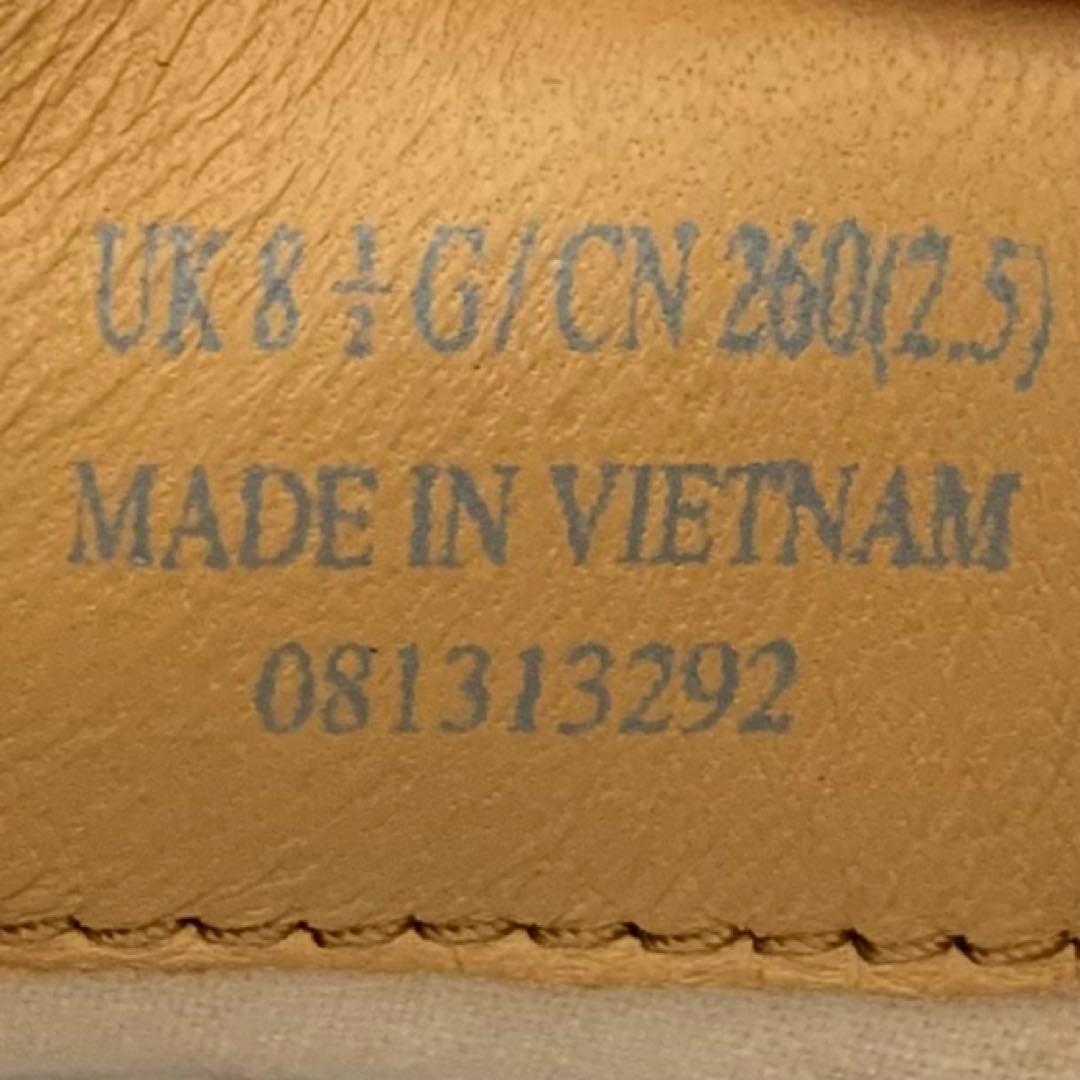 UK 8 ½ G/CN 260(2.5)
MADE IN VIETNAM
081313292